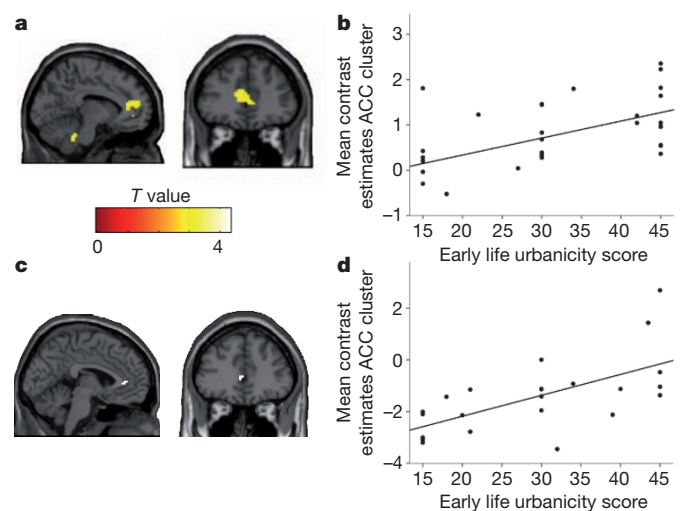 a
T value
0 4
b
Mean contrast
estimates ACC cluster
3
2
1
0
−1
15 20 25 30 35 40 45
Early life urbanicity score
c
d
Mean contrast
estimates ACC cluster
2
0
−2
−4
15 20 25 30 35 40 45
Early life urbanicity score